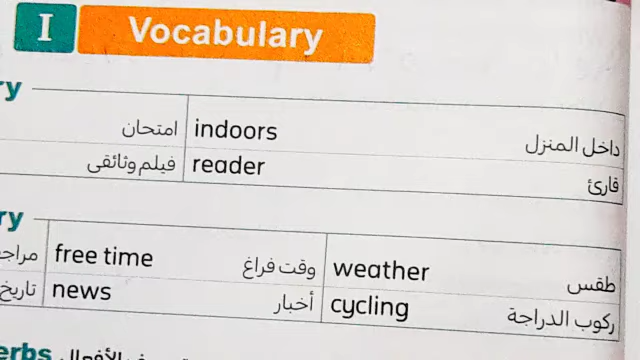 I Vocabulary
ry
امتحان indoors داخل المنزل
فيلم وثائقى reader قارئ
ry
free time وقت فراغ weather طقس
تاريخ news أخبار cycling ركوب الدراجة
erbs